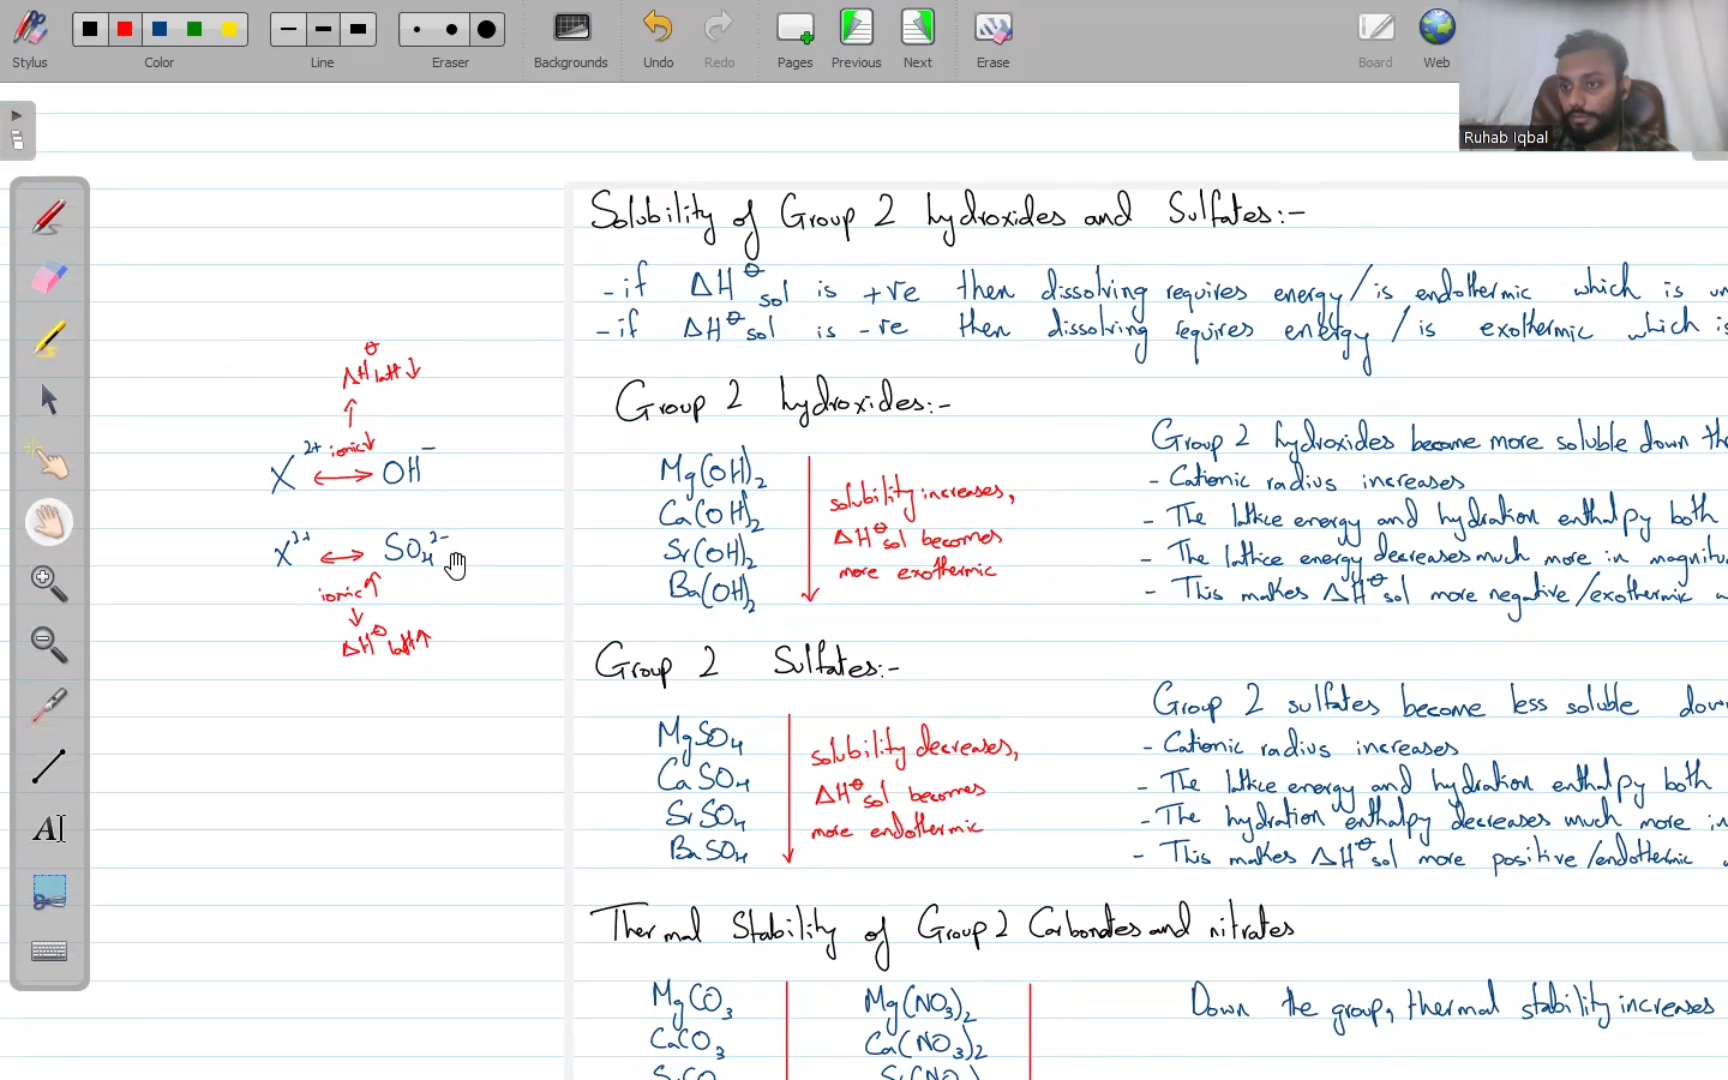 Stylus
Color
Line
Eraser
Backgrounds
Undo
Redo
Pages
Previous
Next
Erase
Board
Web
Ruhab Iqbal
Solubility of Group 2 hydroxides and Sulfates:-
-if ΔH⦵sol is +ve then dissolving requires energy/is endothermic which is un
-if ΔH⦵sol is -ve then dissolving requires energy/is exothermic which is
ΔH⦵latt ↓
↑
ionic↓
X2+ ⟷ OH−
X2+ ⟷ SO42−
ionic ↑
↓
ΔH⦵latt ↑
Group 2 hydroxides:-
Mg(OH)2
Ca(OH)2
Sr(OH)2
Ba(OH)2
solubility increases,
ΔH⦵sol becomes
more exothermic
Group 2 hydroxides become more soluble down th
- Cationic radius increases
- The lattice energy and hydration enthalpy both
- The lattice energy decreases much more in magnitu
- This makes ΔH⦵sol more negative/exothermic
Group 2 Sulfates:-
MgSO4
CaSO4
SrSO4
BaSO4
solubility decreases,
ΔH⦵sol becomes
more endothermic
Group 2 sulfates become less soluble dow
- Cationic radius increases
- The lattice energy and hydration enthalpy both
- The hydration enthalpy decreases much more in
- This makes ΔH⦵sol more positive/endothermic
Thermal Stability of Group 2 Carbonates and nitrates
MgCO3
CaCO3
Mg(NO3)2
Ca(NO3)2
Down the group, thermal stability increases